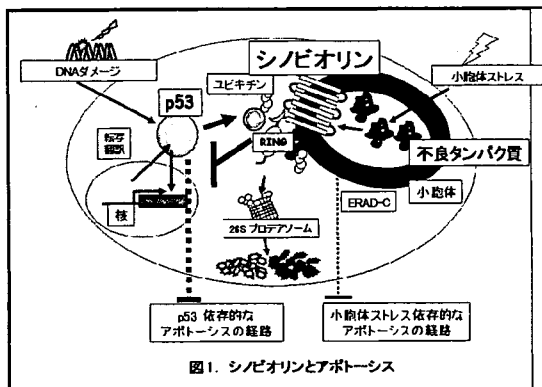 シノビオリン
DNAダメージ
ユビキチン
小胞体ストレス
p53
RING
転写
翻訳
不良タンパク質
小胞体
ERAD-C
核
26S プロテアソーム
p53 依存的な
アポトーシスの経路
小胞体ストレス依存的な
アポトーシスの経路
図1. シノビオリンとアポトーシス